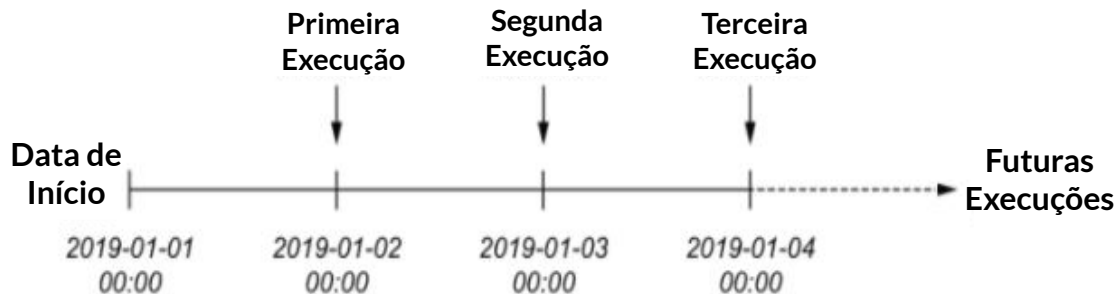 Primeira
Execução
Segunda
Execução
Terceira
Execução
Data de
Início
Futuras
Execuções
2019-01-01
00:00
2019-01-02
00:00
2019-01-03
00:00
2019-01-04
00:00